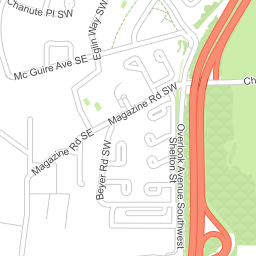 Chanute Pl SW
Eglin Way SW
Mc Guire Ave SE
Magazine Rd SW
Ch
Magazine Rd SE
Beyer Rd SW
Overlook Avenue Southwest
Shelton St